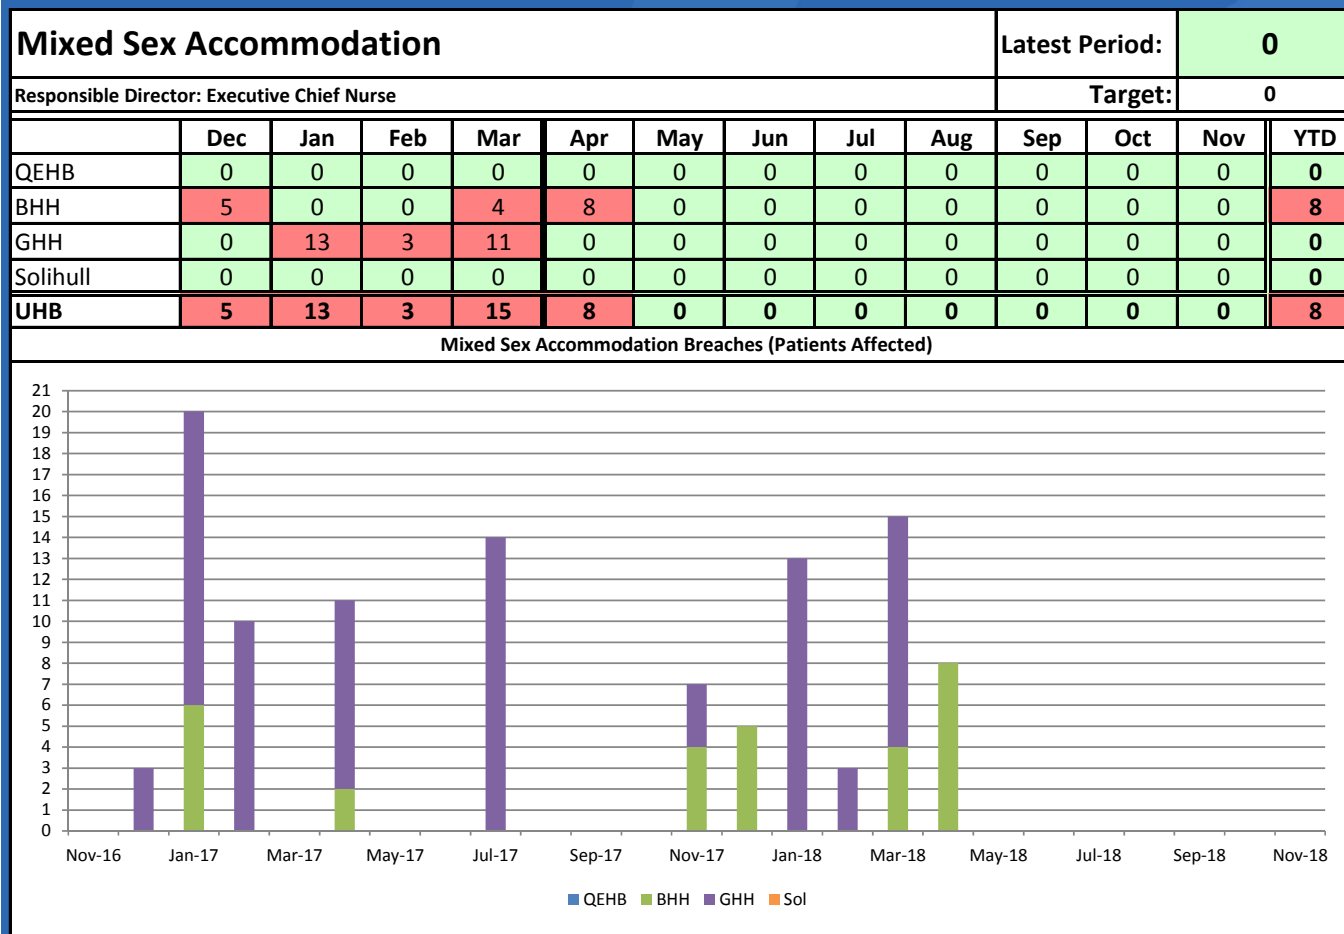 Mixed Sex Accommodation Latest Period: 0
Responsible Director: Executive Chief Nurse Target: 0
Dec Jan Feb Mar Apr May Jun Jul Aug Sep Oct Nov YTD
QEHB 0 0 0 0 0 0 0 0 0 0 0 0 0
BHH 5 0 0 4 8 0 0 0 0 0 0 0 8
GHH 0 13 3 11 0 0 0 0 0 0 0 0 0
Solihull 0 0 0 0 0 0 0 0 0 0 0 0 0
UHB 5 13 3 15 8 0 0 0 0 0 0 0 8
Mixed Sex Accommodation Breaches (Patients Affected)
21
20
19
18
17
16
15
14
13
12
11
10
9
8
7
6
5
4
3
2
1
0
Nov-16 Jan-17 Mar-17 May-17 Jul-17 Sep-17 Nov-17 Jan-18 Mar-18 May-18 Jul-18 Sep-18 Nov-18
QEHB BHH GHH Sol